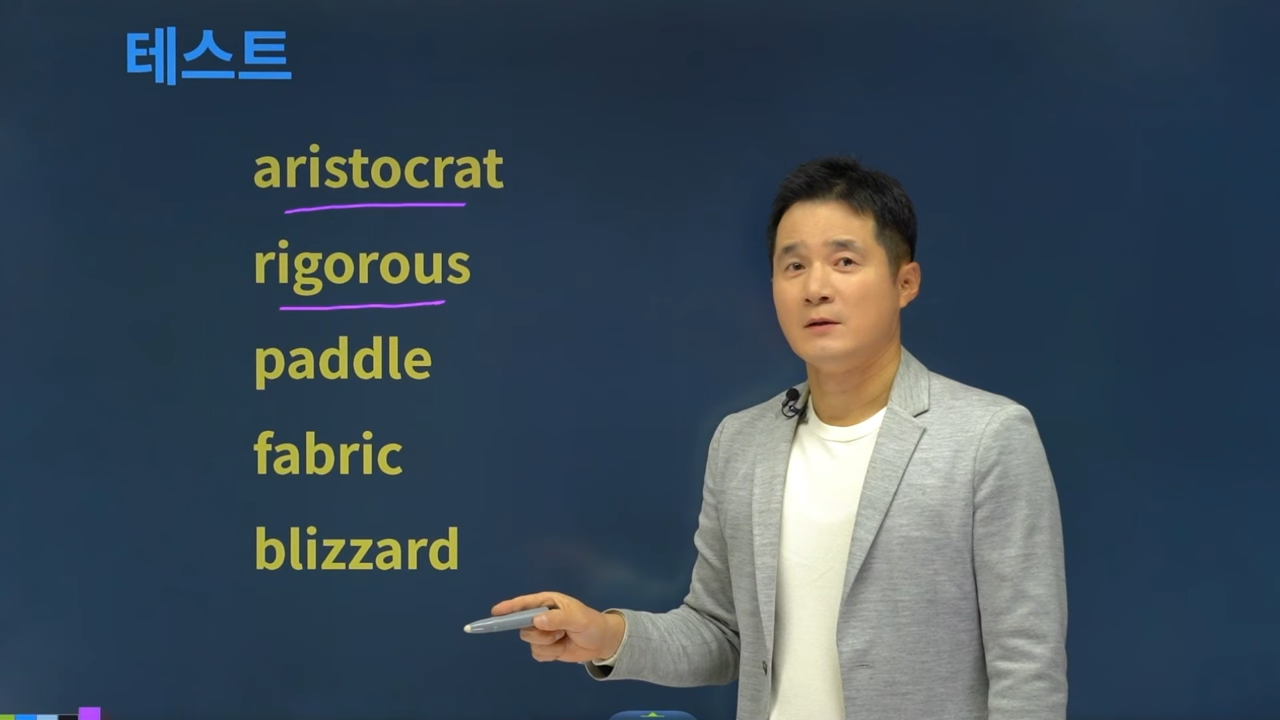 테스트
aristocrat
rigorous
paddle
fabric
blizzard